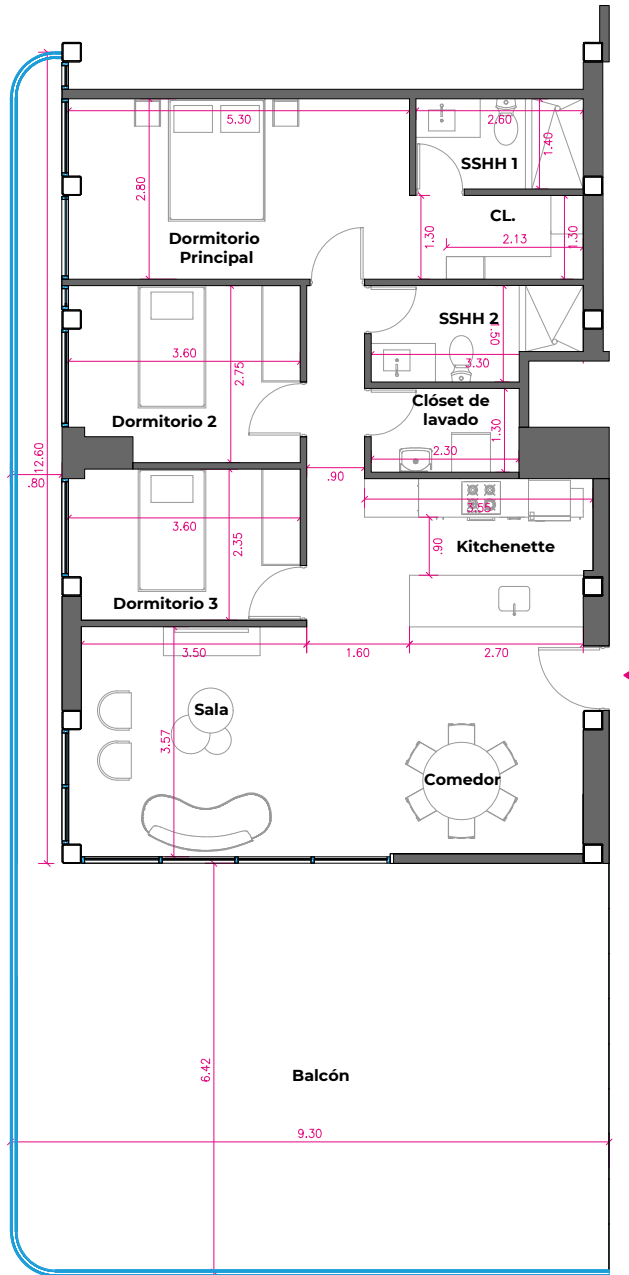 5.30
2.60
1.40
SSHH 1
2.80
CL.
1.30
2.13
1.30
Dormitorio
Principal
SSHH 2
1.50
3.30
3.60
2.75
Dormitorio 2
Clóset de
lavado
1.30
2.30
12.60
.80
.90
3.55
3.60
2.35
.90
Kitchenette
Dormitorio 3
3.50
1.60
2.70
Sala
3.57
Comedor
6.42
Balcón
9.30